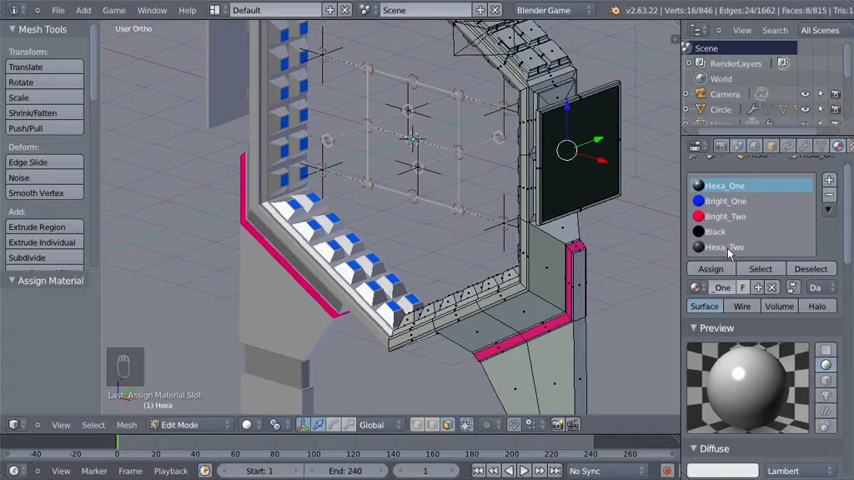 File Add Game Window Help Default Scene Blender Game v2.63.22 | Verts:16/846 | Edges:24/1662 | Faces:8/815 | Tris:1
Mesh Tools
Transform:
Translate
Rotate
Scale
Shrink/Fatten
Push/Pull
Deform:
Edge Slide
Noise
Smooth Vertex
Add:
Extrude Region
Extrude Individual
Assign Material
User Ortho
Last: Assign Material Slot
(1) Hexa
View Select Mesh Edit Mode Global
-40 -20 0 20 40 60 80 100 120 140 160 180 200 220 240 260
View Marker Frame Playback Start: 1 End: 240 1 No Sync
View Search All Scenes
Scene
RenderLayers
World
Camera
Circle
Hexa_One
Bright_One
Bright_Two
Black
Hexa_Two
Assign Select Deselect
_One F Da
Surface Wire Volume Halo
Preview
Diffuse
Lambert